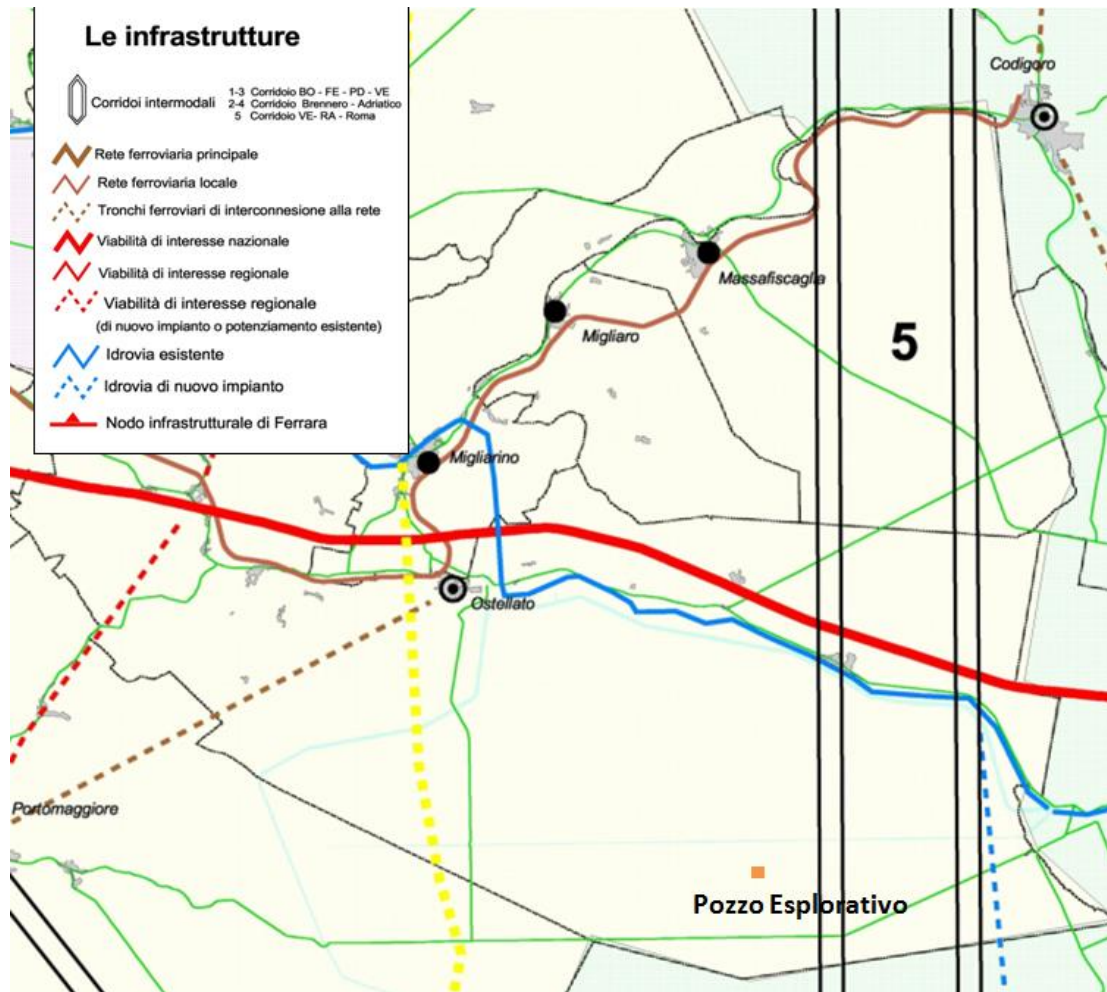 Le infrastrutture
Corridoi intermodali
1-3 Corridoio BO - FE - PD - VE
2-4 Corridoio Brennero - Adriatico
5 Corridoio VE- RA - Roma
Rete ferroviaria principale
Rete ferroviaria locale
Tronchi ferroviari di interconnesione alla rete
Viabilità di interesse nazionale
Viabilità di interesse regionale
Viabilità di interesse regionale
(di nuovo impianto o potenziamento esistente)
Idrovia esistente
Idrovia di nuovo impianto
Nodo infrastrutturale di Ferrara
Codigoro
Massafiscaglia
Migliaro
5
Migliarino
Ostellato
Portomaggiore
Pozzo Esplorativo